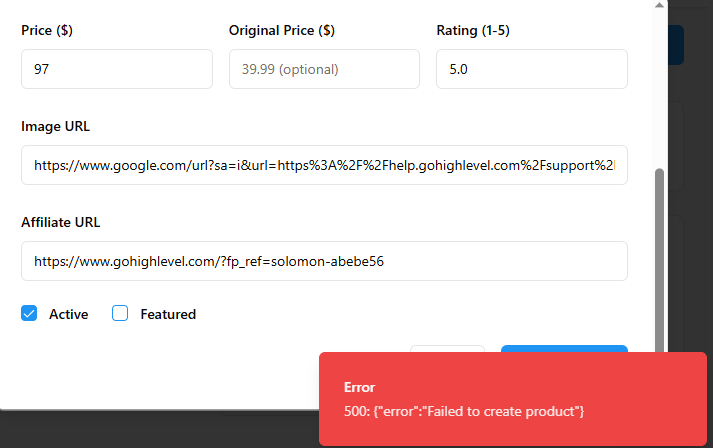 Price ($)
Original Price ($)
Rating (1-5)
97
39.99 (optional)
5.0
Image URL
https://www.google.com/url?sa=i&url=https%3A%2F%2Fhelp.gohighlevel.com%2Fsupport%2
Affiliate URL
https://www.gohighlevel.com/?fp_ref=solomon-abebe56
Active
Featured
Error
500: {"error":"Failed to create product"}